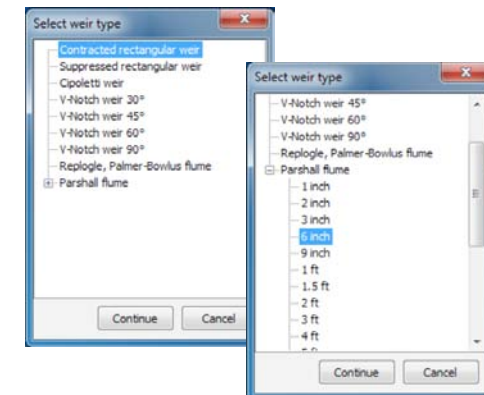 Select weir type
Contracted rectangular weir
Suppressed rectangular weir
Cipoletti weir
V-Notch weir 30°
V-Notch weir 45°
V-Notch weir 60°
V-Notch weir 90°
Replogle, Palmer-Bowlus flume
Parshall flume
Continue
Cancel
Select weir type
V-Notch weir 45°
V-Notch weir 60°
V-Notch weir 90°
Replogle, Palmer-Bowlus flume
Parshall flume
1 inch
2 inch
3 inch
6 inch
9 inch
1 ft
1.5 ft
2 ft
3 ft
4 ft
Continue
Cancel